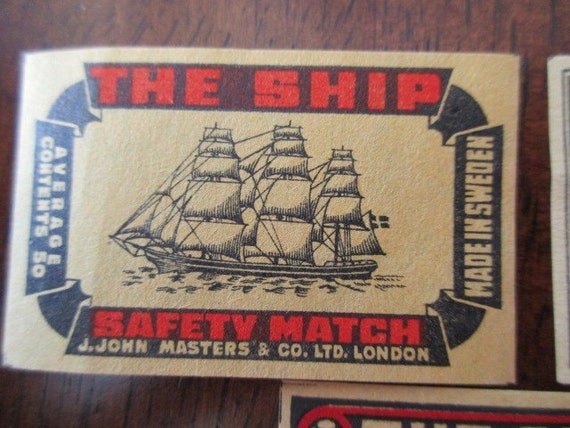 THE SHIP
AVERAGE
CONTENTS 50
MADE IN SWEDEN
SAFETY MATCH
J. JOHN MASTERS & CO. LTD. LONDON